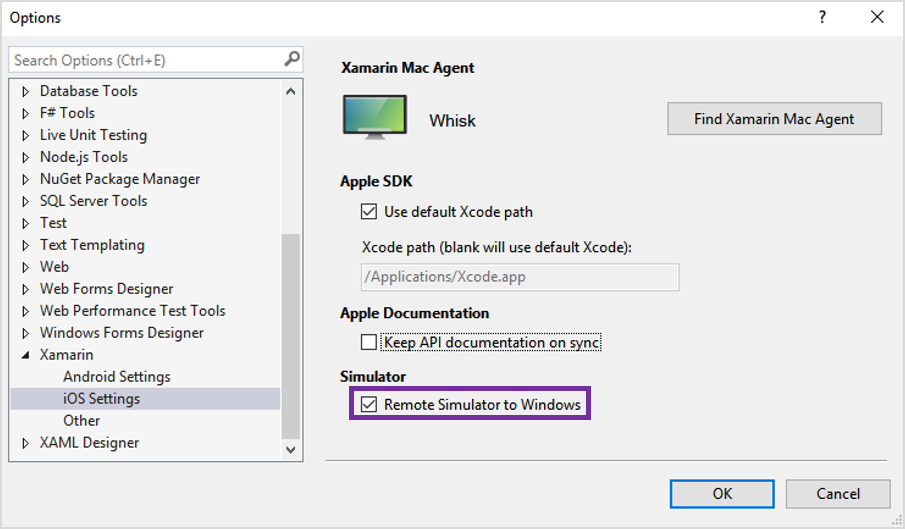 Options
?
Search Options (Ctrl+E)
Database Tools
F# Tools
Live Unit Testing
Node.js Tools
NuGet Package Manager
SQL Server Tools
Test
Text Templating
Web
Web Forms Designer
Web Performance Test Tools
Windows Forms Designer
Xamarin
Android Settings
iOS Settings
Other
XAML Designer
Xamarin Mac Agent
Whisk
Find Xamarin Mac Agent
Apple SDK
Use default Xcode path
Xcode path (blank will use default Xcode):
/Applications/Xcode.app
Apple Documentation
Keep API documentation on sync
Simulator
Remote Simulator to Windows
OK
Cancel